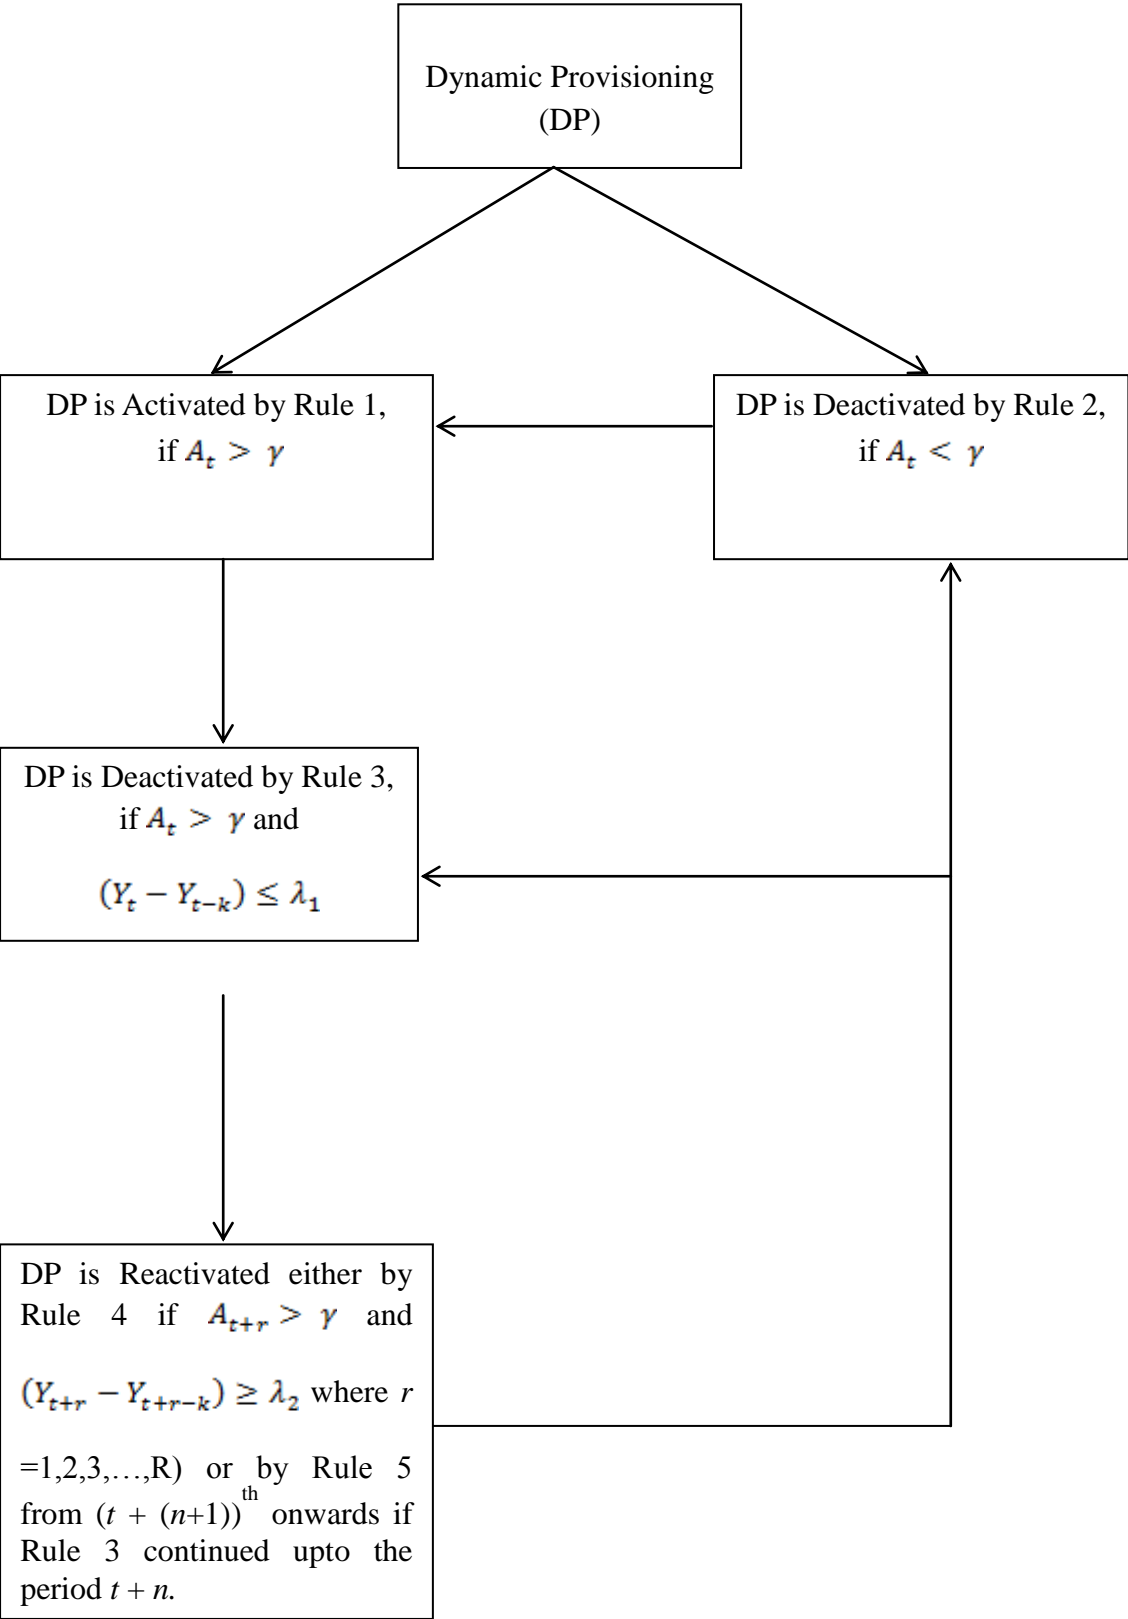 Dynamic Provisioning
(DP)
DP is Activated by Rule 1,
if A_t > γ
DP is Deactivated by Rule 2,
if A_t < γ
DP is Deactivated by Rule 3,
if A_t > γ and
(Y_t − Y_{t−k}) ≤ λ_1
DP is Reactivated either by
Rule 4 if A_{t+r} > γ and
(Y_{t+r} − Y_{t+r−k}) ≥ λ_2 where r
=1,2,3,…,R) or by Rule 5
from (t + (n+1))^{th} onwards if
Rule 3 continued upto the
period t + n.